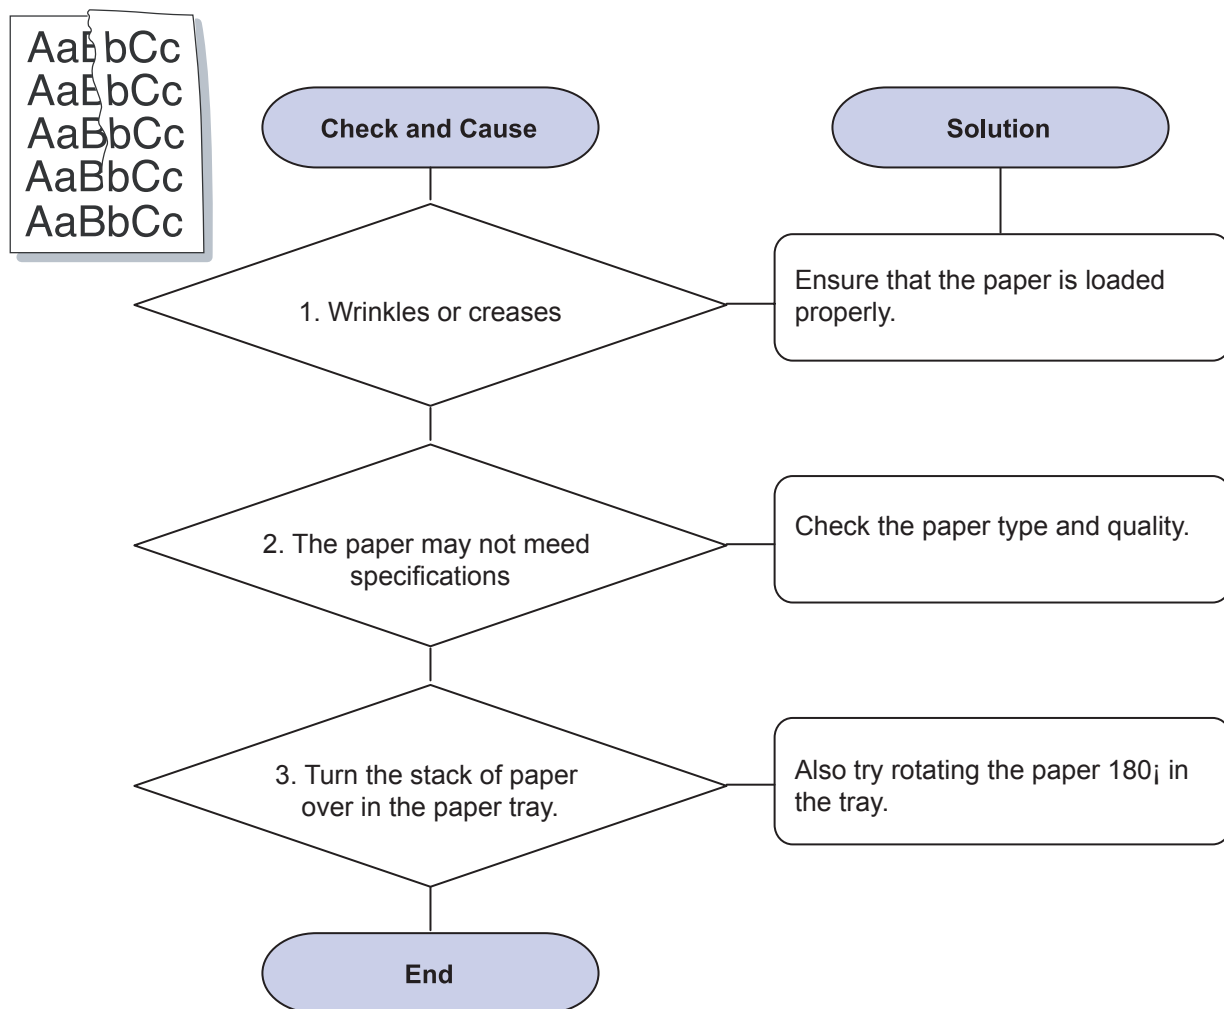 AaBbCc
AaBbCc
AaBbCc
AaBbCc
AaBbCc
Check and Cause
Solution
1. Wrinkles or creases
Ensure that the paper is loaded
properly.
2. The paper may not meed
specifications
Check the paper type and quality.
3. Turn the stack of paper
over in the paper tray.
Also try rotating the paper 180¡ in
the tray.
End